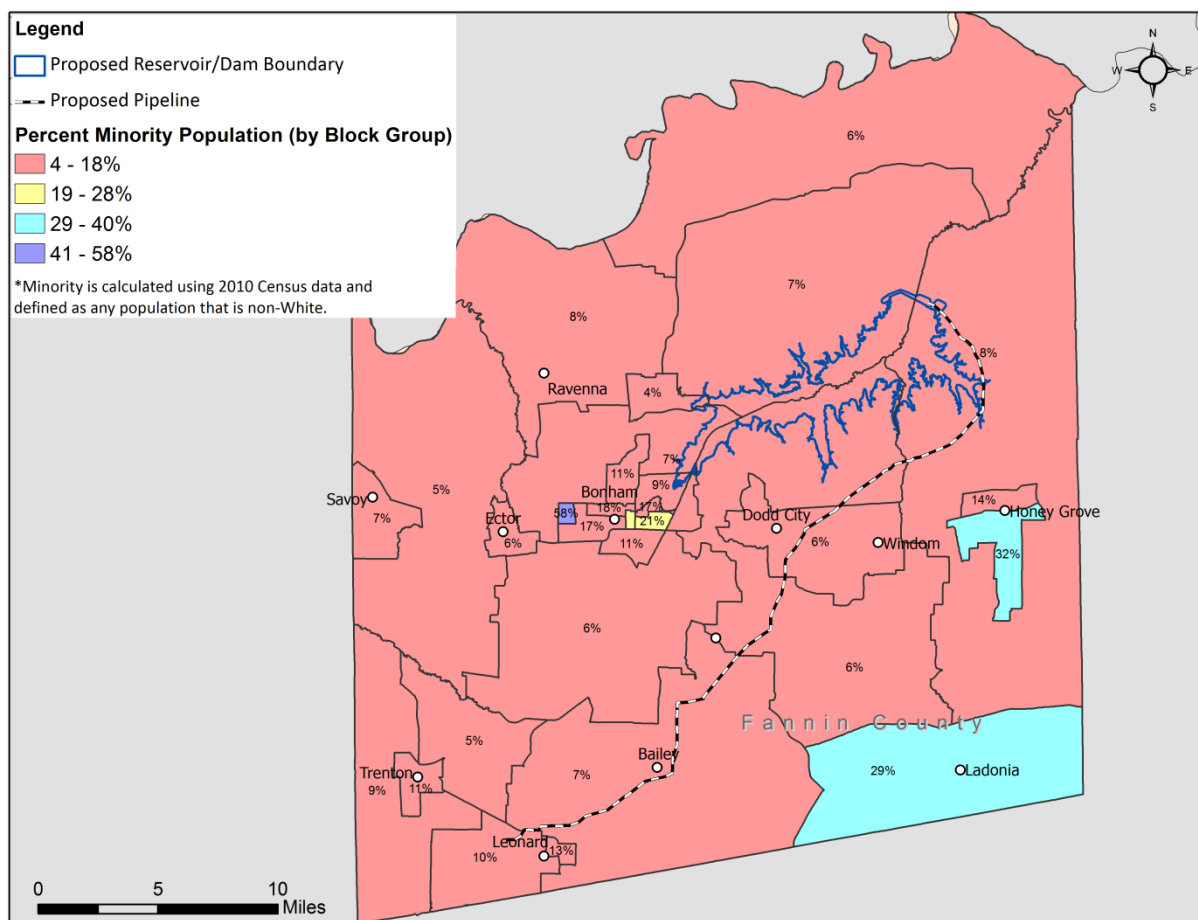 Legend
Proposed Reservoir/Dam Boundary
Proposed Pipeline
Percent Minority Population (by Block Group)
4 - 18%
19 - 28%
29 - 40%
41 - 58%
*Minority is calculated using 2010 Census data and
defined as any population that is non-White.
N
W E
S
6%
7%
8%
8%
Ravenna
4%
7%
11%
9%
Bonham
14%
Savoy
5%
7%
58%
18%
17%
Honey Grove
Ector
17%
21%
Dodd City
6%
11%
6%
Windom
32%
6%
6%
Fannin County
5%
Bailey
Trenton
7%
29%
Ladonia
9%
11%
Leonard
13%
10%
0 5 10
Miles